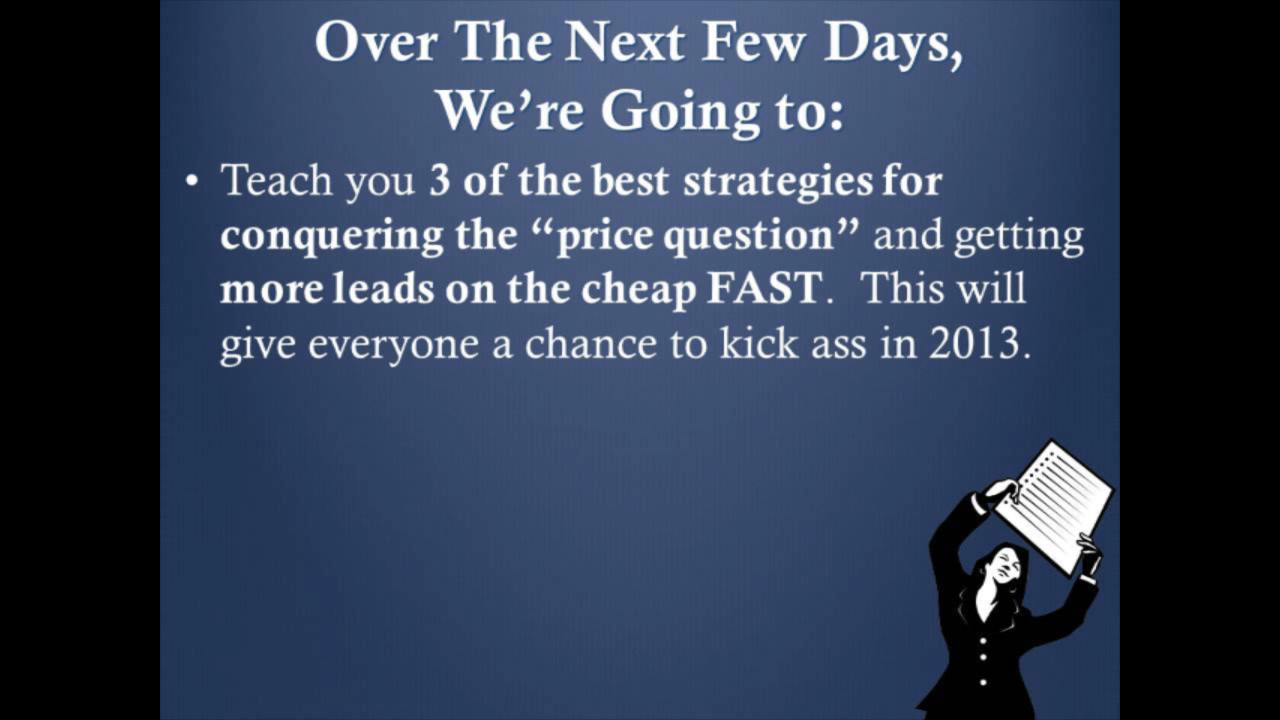 Over The Next Few Days,
We’re Going to:
• Teach you 3 of the best strategies for
conquering the “price question” and getting
more leads on the cheap FAST.  This will
give everyone a chance to kick ass in 2013.